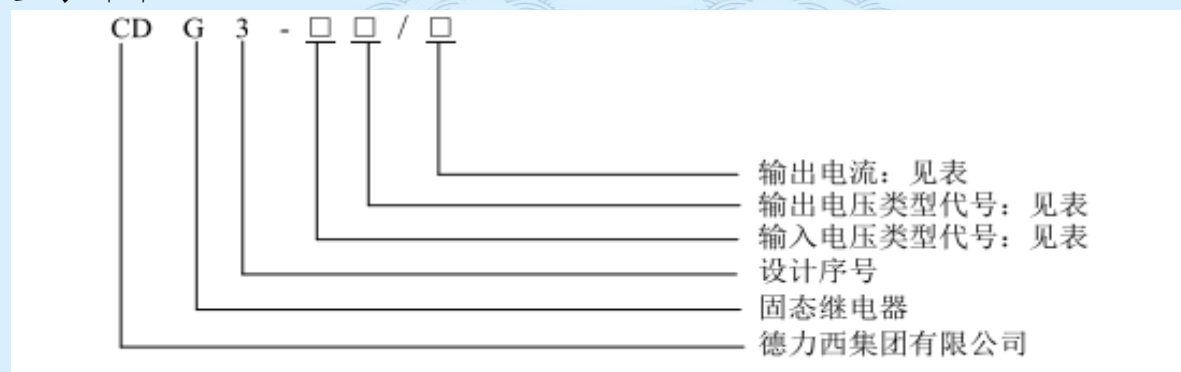 CD G 3 - □ □ / □
输出电流：见表
输出电压类型代号：见表
输入电压类型代号：见表
设计序号
固态继电器
德力西集团有限公司